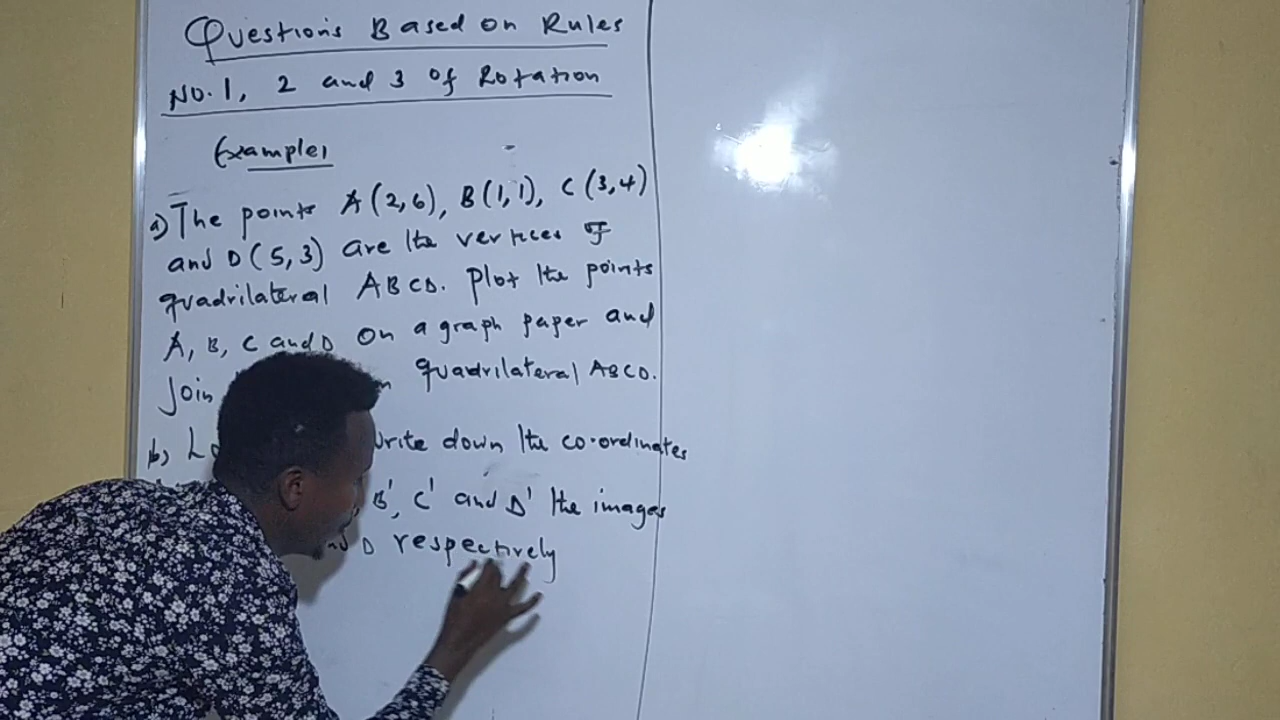 Questions Based on Rules
No. 1, 2 and 3 of Rotation
Example1
a) The points A(2,6), B(1,1), C(3,4)
and D(5,3) are the vertices of
quadrilateral ABCD. Plot the points
A, B, C and D on a graph paper and
Join quadrilateral ABCD.
b) write down the co-ordinates
B', C' and D' the images
D respectively